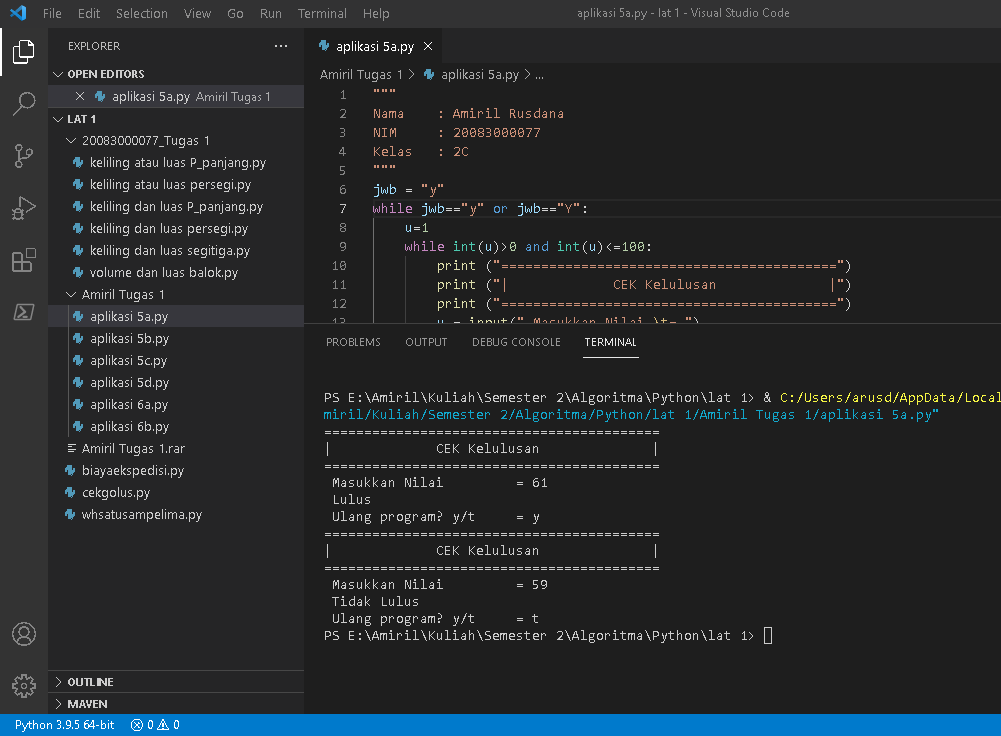 File Edit Selection View Go Run Terminal Help aplikasi 5a.py - lat 1 - Visual Studio Code
EXPLORER ...
OPEN EDITORS
aplikasi 5a.py Amiril Tugas 1
LAT 1
20083000077_Tugas 1
keliling atau luas P_panjang.py
keliling atau luas persegi.py
keliling dan luas P_panjang.py
keliling dan luas persegi.py
keliling dan luas segitiga.py
volume dan luas balok.py
Amiril Tugas 1
aplikasi 5a.py
aplikasi 5b.py
aplikasi 5c.py
aplikasi 5d.py
aplikasi 6a.py
aplikasi 6b.py
Amiril Tugas 1.rar
biayaekspedisi.py
cekgolus.py
whsatusampelima.py
OUTLINE
MAVEN
aplikasi 5a.py
Amiril Tugas 1 > aplikasi 5a.py > ...
1 """
2 Nama : Amiril Rusdana
3 NIM : 20083000077
4 Kelas : 2C
5 """
6 jwb = "y"
7 while jwb=="y" or jwb=="Y":
8 u=1
9 while int(u)>0 and int(u)<=100:
10 print ("==========================================")
11 print ("| CEK Kelulusan |")
12 print ("==========================================")
13 u = input(" Masukkan Nilai \t= ")
PROBLEMS OUTPUT DEBUG CONSOLE TERMINAL
PS E:\Amiril\Kuliah\Semester 2\Algoritma\Python\lat 1> & C:/Users/arusd/AppData/Local
miril/Kuliah/Semester 2/Algoritma/Python/lat 1/Amiril Tugas 1/aplikasi 5a.py"
==========================================
| CEK Kelulusan |
==========================================
Masukkan Nilai = 61
Lulus
Ulang program? y/t = y
==========================================
| CEK Kelulusan |
==========================================
Masukkan Nilai = 59
Tidak Lulus
Ulang program? y/t = t
PS E:\Amiril\Kuliah\Semester 2\Algoritma\Python\lat 1>
Python 3.9.5 64-bit 0 0